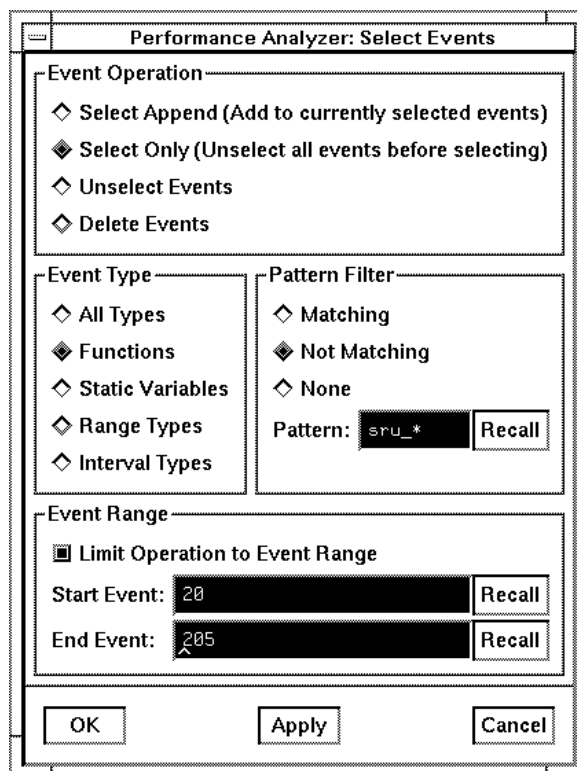 Performance Analyzer: Select Events
Event Operation
Select Append (Add to currently selected events)
Select Only (Unselect all events before selecting)
Unselect Events
Delete Events
Event Type
All Types
Functions
Static Variables
Range Types
Interval Types
Pattern Filter
Matching
Not Matching
None
Pattern: sru_* Recall
Event Range
Limit Operation to Event Range
Start Event: 20 Recall
End Event: 205 Recall
OK Apply Cancel